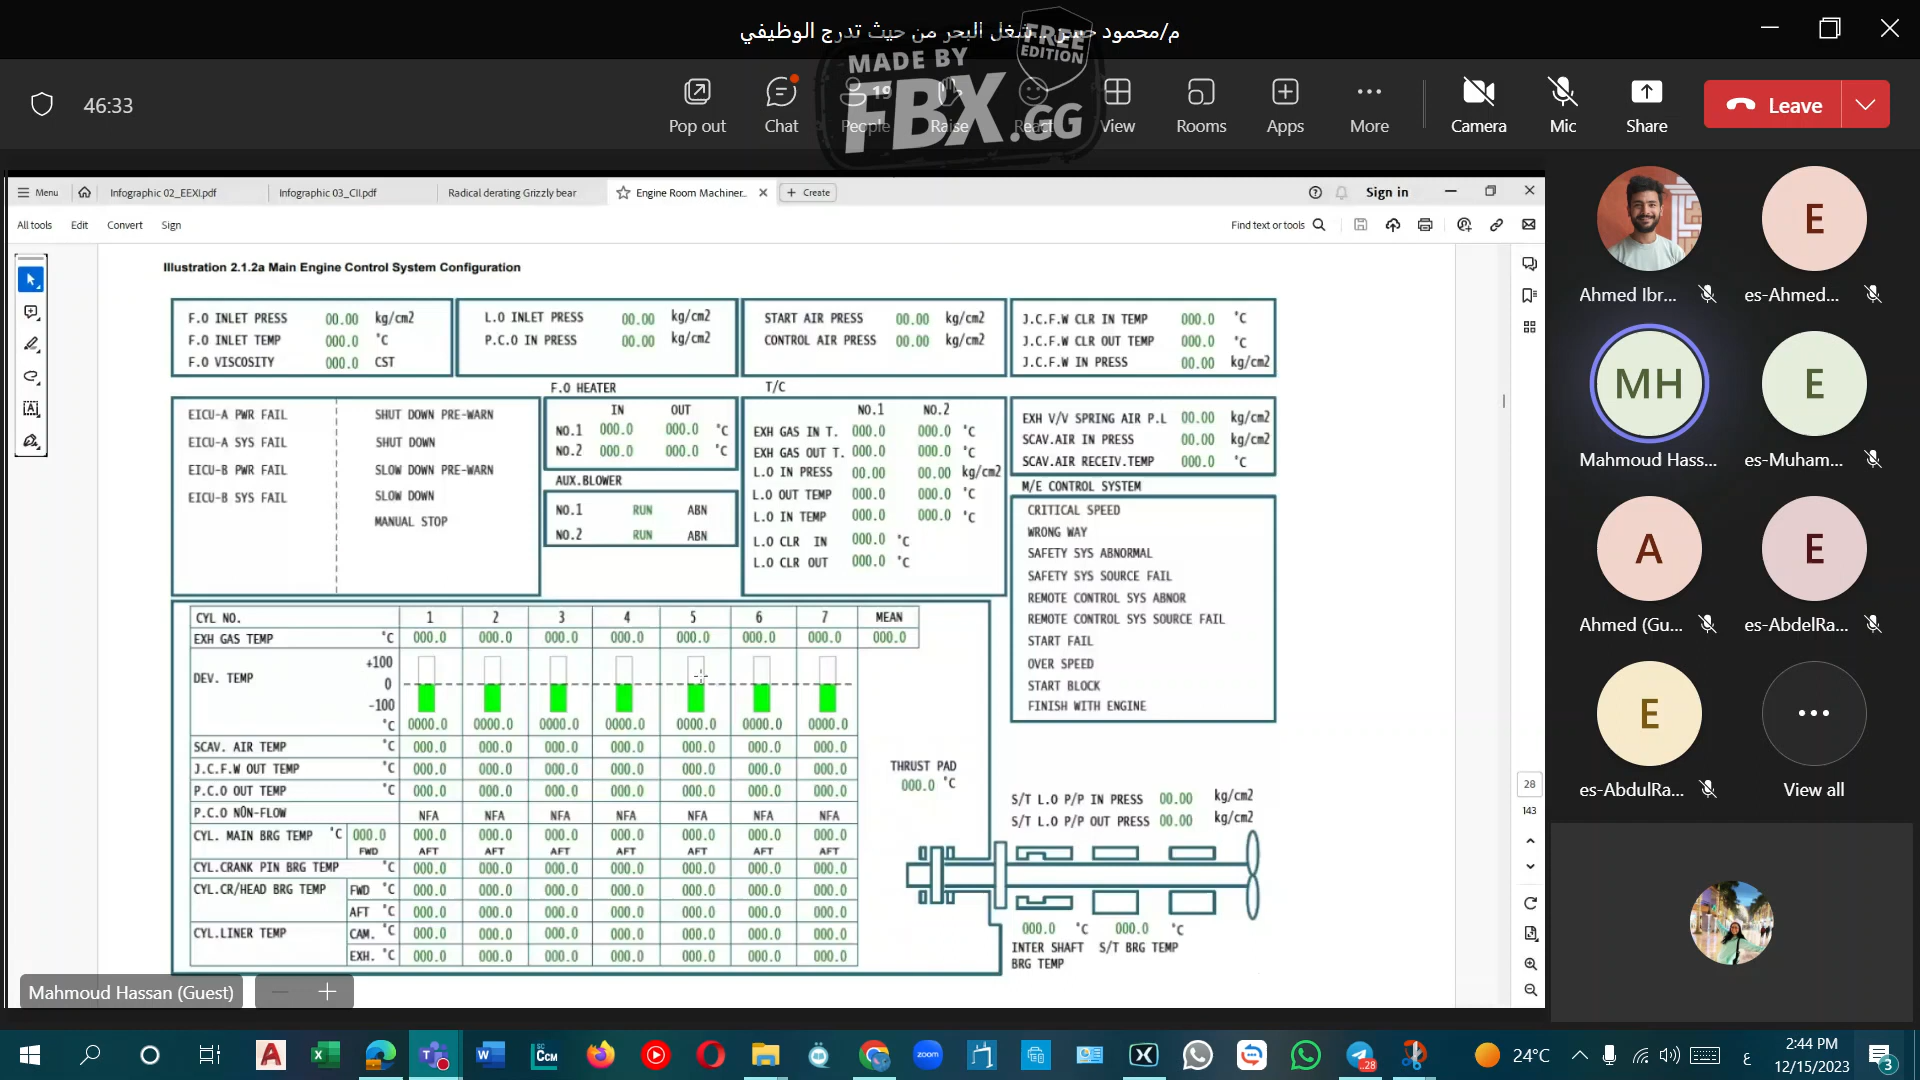 م/محمود حسن ...شغل البحر من حيث تدرج الوظيفي
MADE BY
FBX.GG
FREE
EDITION
46:33
Pop out
Chat
People
19
Raise
React
View
Rooms
Apps
More
Camera
Mic
Share
Leave
Menu
Infographic 02_EEXI.pdf
Infographic 03_CII.pdf
Radical derating Grizzly bear
Engine Room Machiner...
Create
Sign in
All tools
Edit
Convert
Sign
Find text or tools
Illustration 2.1.2a Main Engine Control System Configuration
F.O INLET PRESS 00.00 kg/cm2
F.O INLET TEMP 000.0 °C
F.O VISCOSITY 000.0 CST
L.O INLET PRESS 00.00 kg/cm2
P.C.O IN PRESS 00.00 kg/cm2
START AIR PRESS 00.00 kg/cm2
CONTROL AIR PRESS 00.00 kg/cm2
J.C.F.W CLR IN TEMP 000.0 °C
J.C.F.W CLR OUT TEMP 000.0 °C
J.C.F.W IN PRESS 00.00 kg/cm2
EICU-A PWR FAIL
EICU-A SYS FAIL
EICU-B PWR FAIL
EICU-B SYS FAIL
SHUT DOWN PRE-WARN
SHUT DOWN
SLOW DOWN PRE-WARN
SLOW DOWN
MANUAL STOP
F.O HEATER
IN OUT
NO.1 000.0 000.0 °C
NO.2 000.0 000.0 °C
AUX.BLOWER
NO.1 RUN ABN
NO.2 RUN ABN
T/C
NO.1 NO.2
EXH GAS IN T. 000.0 000.0 °C
EXH GAS OUT T. 000.0 000.0 °C
L.O IN PRESS 00.00 00.00 kg/cm2
L.O OUT TEMP 000.0 000.0 °C
L.O IN TEMP 000.0 000.0 °C
L.O CLR IN 000.0 °C
L.O CLR OUT 000.0 °C
EXH V/V SPRING AIR P.L 00.00 kg/cm2
SCAV.AIR IN PRESS 00.00 kg/cm2
SCAV.AIR RECEIV.TEMP 000.0 °C
M/E CONTROL SYSTEM
CRITICAL SPEED
WRONG WAY
SAFETY SYS ABNORMAL
SAFETY SYS SOURCE FAIL
REMOTE CONTROL SYS ABNOR
REMOTE CONTROL SYS SOURCE FAIL
START FAIL
OVER SPEED
START BLOCK
FINISH WITH ENGINE
CYL NO. 1 2 3 4 5 6 7 MEAN
EXH GAS TEMP °C 000.0 000.0 000.0 000.0 000.0 000.0 000.0 000.0
+100
DEV. TEMP 0
-100
°C 0000.0 0000.0 0000.0 0000.0 0000.0 0000.0 0000.0
SCAV. AIR TEMP °C 000.0 000.0 000.0 000.0 000.0 000.0 000.0
J.C.F.W OUT TEMP °C 000.0 000.0 000.0 000.0 000.0 000.0 000.0
P.C.O OUT TEMP °C 000.0 000.0 000.0 000.0 000.0 000.0 000.0
P.C.O NÛN-FLOW NFA NFA NFA NFA NFA NFA NFA
CYL. MAIN BRG TEMP °C 000.0 000.0 000.0 000.0 000.0 000.0 000.0 000.0
FWD AFT AFT AFT AFT AFT AFT AFT
CYL.CRANK PIN BRG TEMP °C 000.0 000.0 000.0 000.0 000.0 000.0 000.0
CYL.CR/HEAD BRG TEMP FWD °C 000.0 000.0 000.0 000.0 000.0 000.0 000.0
AFT °C 000.0 000.0 000.0 000.0 000.0 000.0 000.0
CYL.LINER TEMP CAM. °C 000.0 000.0 000.0 000.0 000.0 000.0 000.0
EXH. °C 000.0 000.0 000.0 000.0 000.0 000.0 000.0
THRUST PAD
000.0 °C
S/T L.O P/P IN PRESS 00.00 kg/cm2
S/T L.O P/P OUT PRESS 00.00 kg/cm2
000.0 °C 000.0 °C
INTER SHAFT S/T BRG TEMP
BRG TEMP
28
143
Mahmoud Hassan (Guest)
Ahmed Ibr...
E
es-Ahmed...
MH
Mahmoud Hass...
E
es-Muham...
A
Ahmed (Gu...
E
es-AbdelRa...
E
es-AbdulRa...
View all
SC
CCM
zoom
..28
24°C
ع
2:44 PM
12/15/2023
3